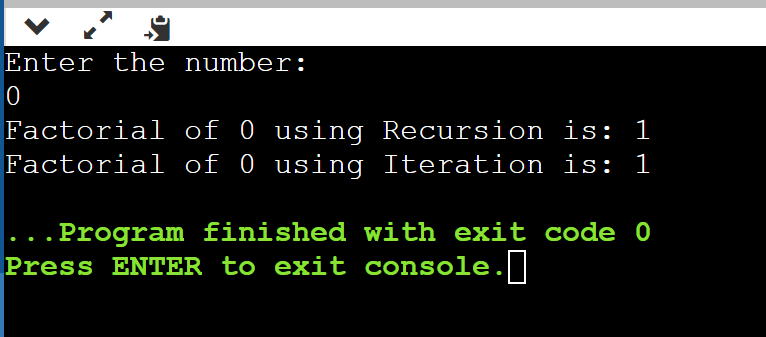 Enter the number:
0
Factorial of 0 using Recursion is: 1
Factorial of 0 using Iteration is: 1
...Program finished with exit code 0
Press ENTER to exit console.